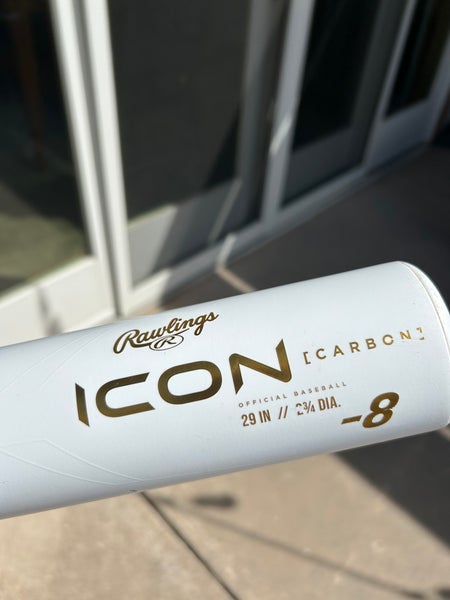 Rawlings
R
ICON [CARBON]
OFFICIAL BASEBALL
29 IN // 2¾ DIA.
-8